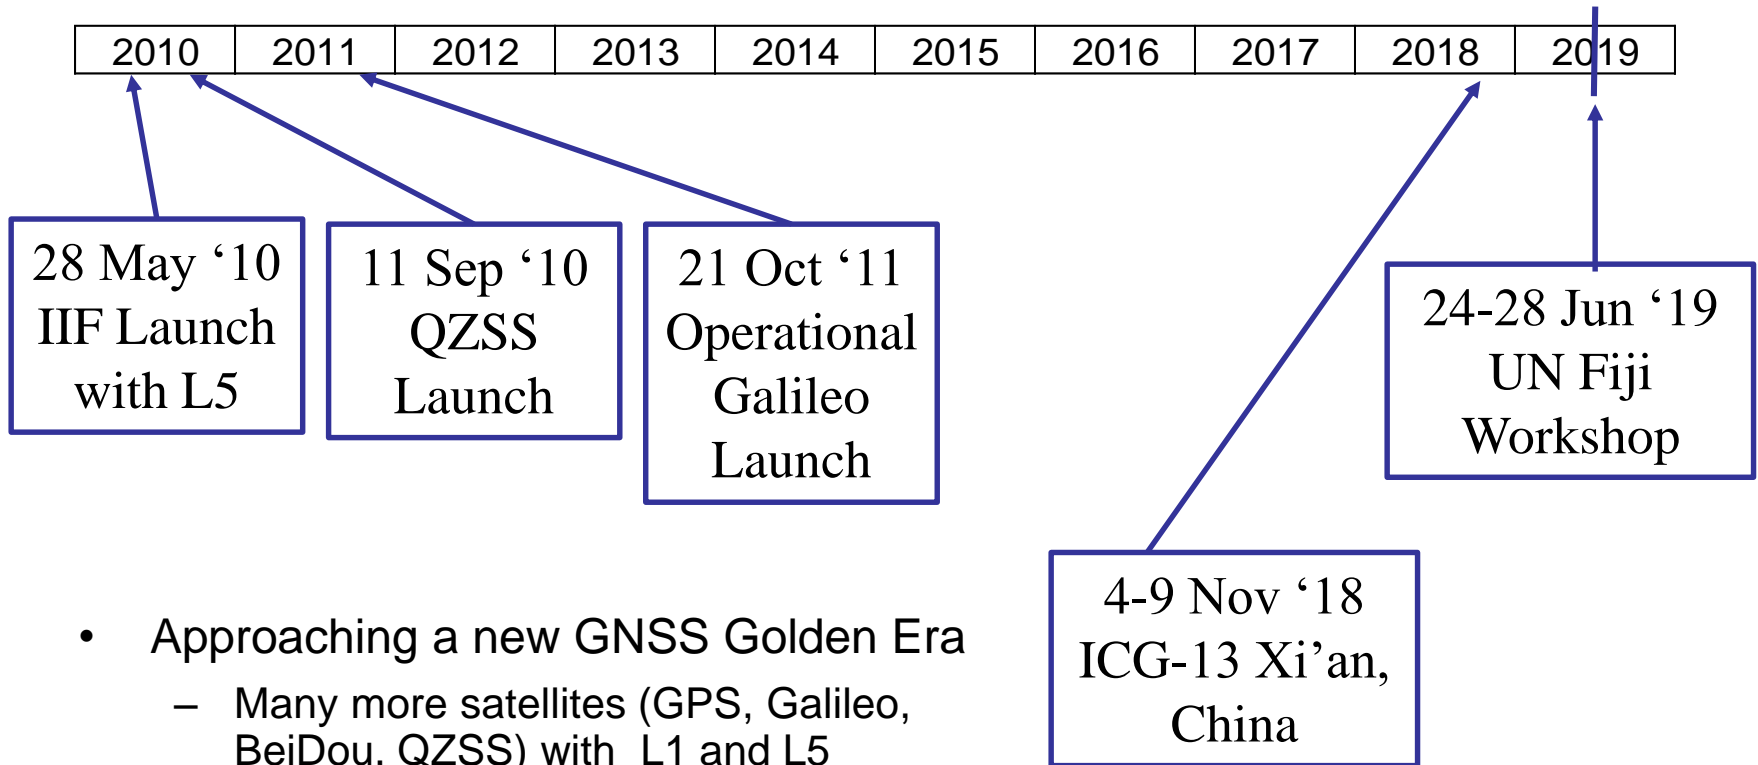 2010 2011 2012 2013 2014 2015 2016 2017 2018 2019
28 May ‘10
IIF Launch
with L5
11 Sep ‘10
QZSS
Launch
21 Oct ‘11
Operational
Galileo
Launch
24-28 Jun ‘19
UN Fiji
Workshop
4-9 Nov ‘18
ICG-13 Xi’an,
China
• Approaching a new GNSS Golden Era
– Many more satellites (GPS, Galileo,
BeiDou, QZSS) with L1 and L5